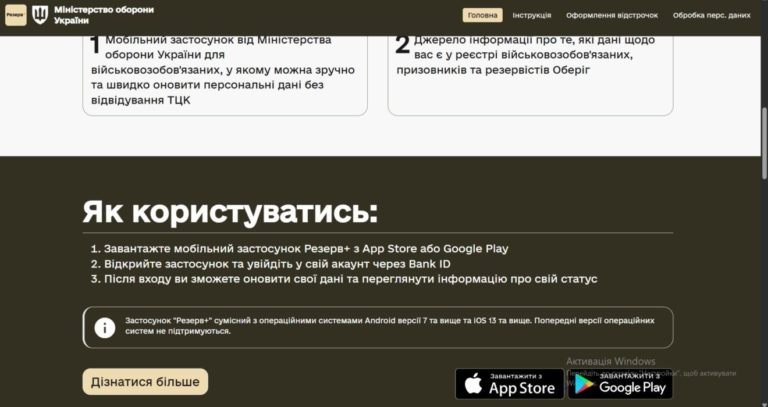 Резерв+
Міністерство оборони
України
Головна
Інструкція
Оформлення відстрочок
Обробка перс. даних
1 Мобільний застосунок від Міністерства
оборони України для
військовозобов'язаних, у якому можна зручно
та швидко оновити персональні дані без
відвідування ТЦК
2 Джерело інформації про те, які дані щодо
вас є у реєстрі військовозобов'язаних,
призовників та резервістів Оберіг
Як користуватись:
1. Завантажте мобільний застосунок Резерв+ з App Store або Google Play
2. Відкрийте застосунок та увійдіть у свій акаунт через Bank ID
3. Після входу ви зможете оновити свої дані та переглянути інформацію про свій статус
Застосунок "Резерв+" сумісний з операційними системами Android версії 7 та вище та iOS 13 та вище. Попередні версії операційних
систем не підтримуються.
Дізнатися більше
Завантажити з
App Store
Завантажити з
Google Play
Активація Windows
щоб активувати